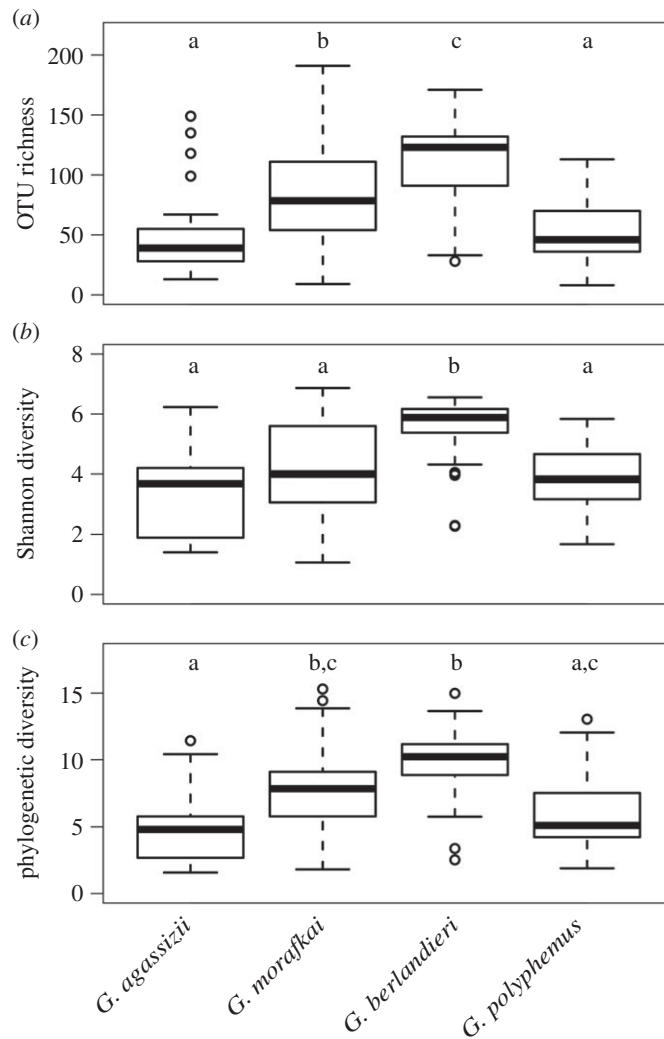 (a)
a b c a
200
150
100
50
0
OTU richness
(b)
a a b a
8
6
4
2
0
Shannon diversity
(c)
a b,c b a,c
15
10
5
0
phylogenetic diversity
G. agassizii
G. morafkai
G. berlandieri
G. polyphemus